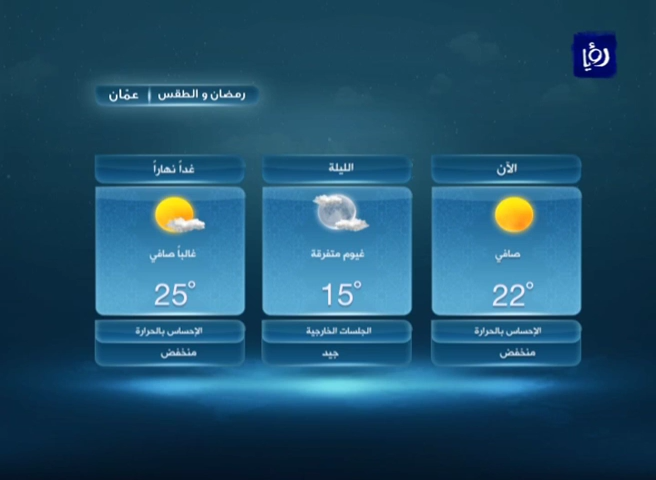 رؤيا
رمضان و الطقس | عمّان
الآن
صافي
22°
الإحساس بالحرارة
منخفض
الليلة
غيوم متفرقة
15°
الجلسات الخارجية
جيد
غداً نهاراً
غالباً صافي
25°
الإحساس بالحرارة
منخفض